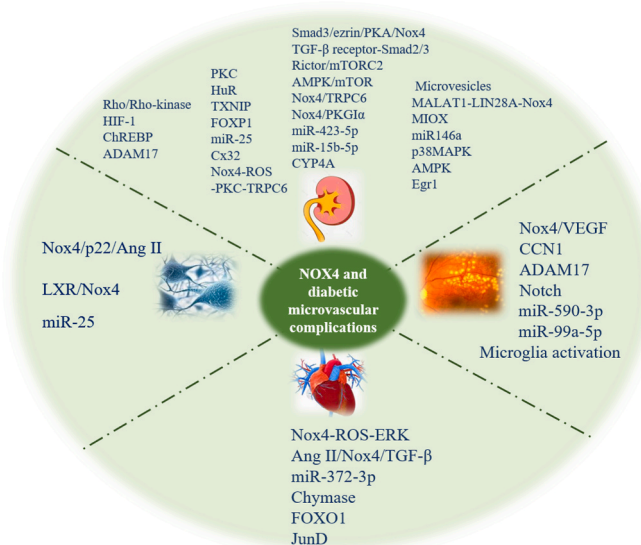 Smad3/ezrin/PKA/Nox4
TGF-β receptor-Smad2/3
Rictor/mTORC2
AMPK/mTOR
Nox4/TRPC6
Nox4/PKGIα
miR-423-5p
miR-15b-5p
CYP4A
PKC
HuR
TXNIP
FOXP1
miR-25
Cx32
Nox4-ROS
-PKC-TRPC6
Rho/Rho-kinase
HIF-1
ChREBP
ADAM17
Microvesicles
MALAT1-LIN28A-Nox4
MIOX
miR146a
p38MAPK
AMPK
Egr1
Nox4/p22/Ang II
LXR/Nox4
miR-25
NOX4 and
diabetic
microvascular
complications
Nox4/VEGF
CCN1
ADAM17
Notch
miR-590-3p
miR-99a-5p
Microglia activation
Nox4-ROS-ERK
Ang II/Nox4/TGF-β
miR-372-3p
Chymase
FOXO1
JunD